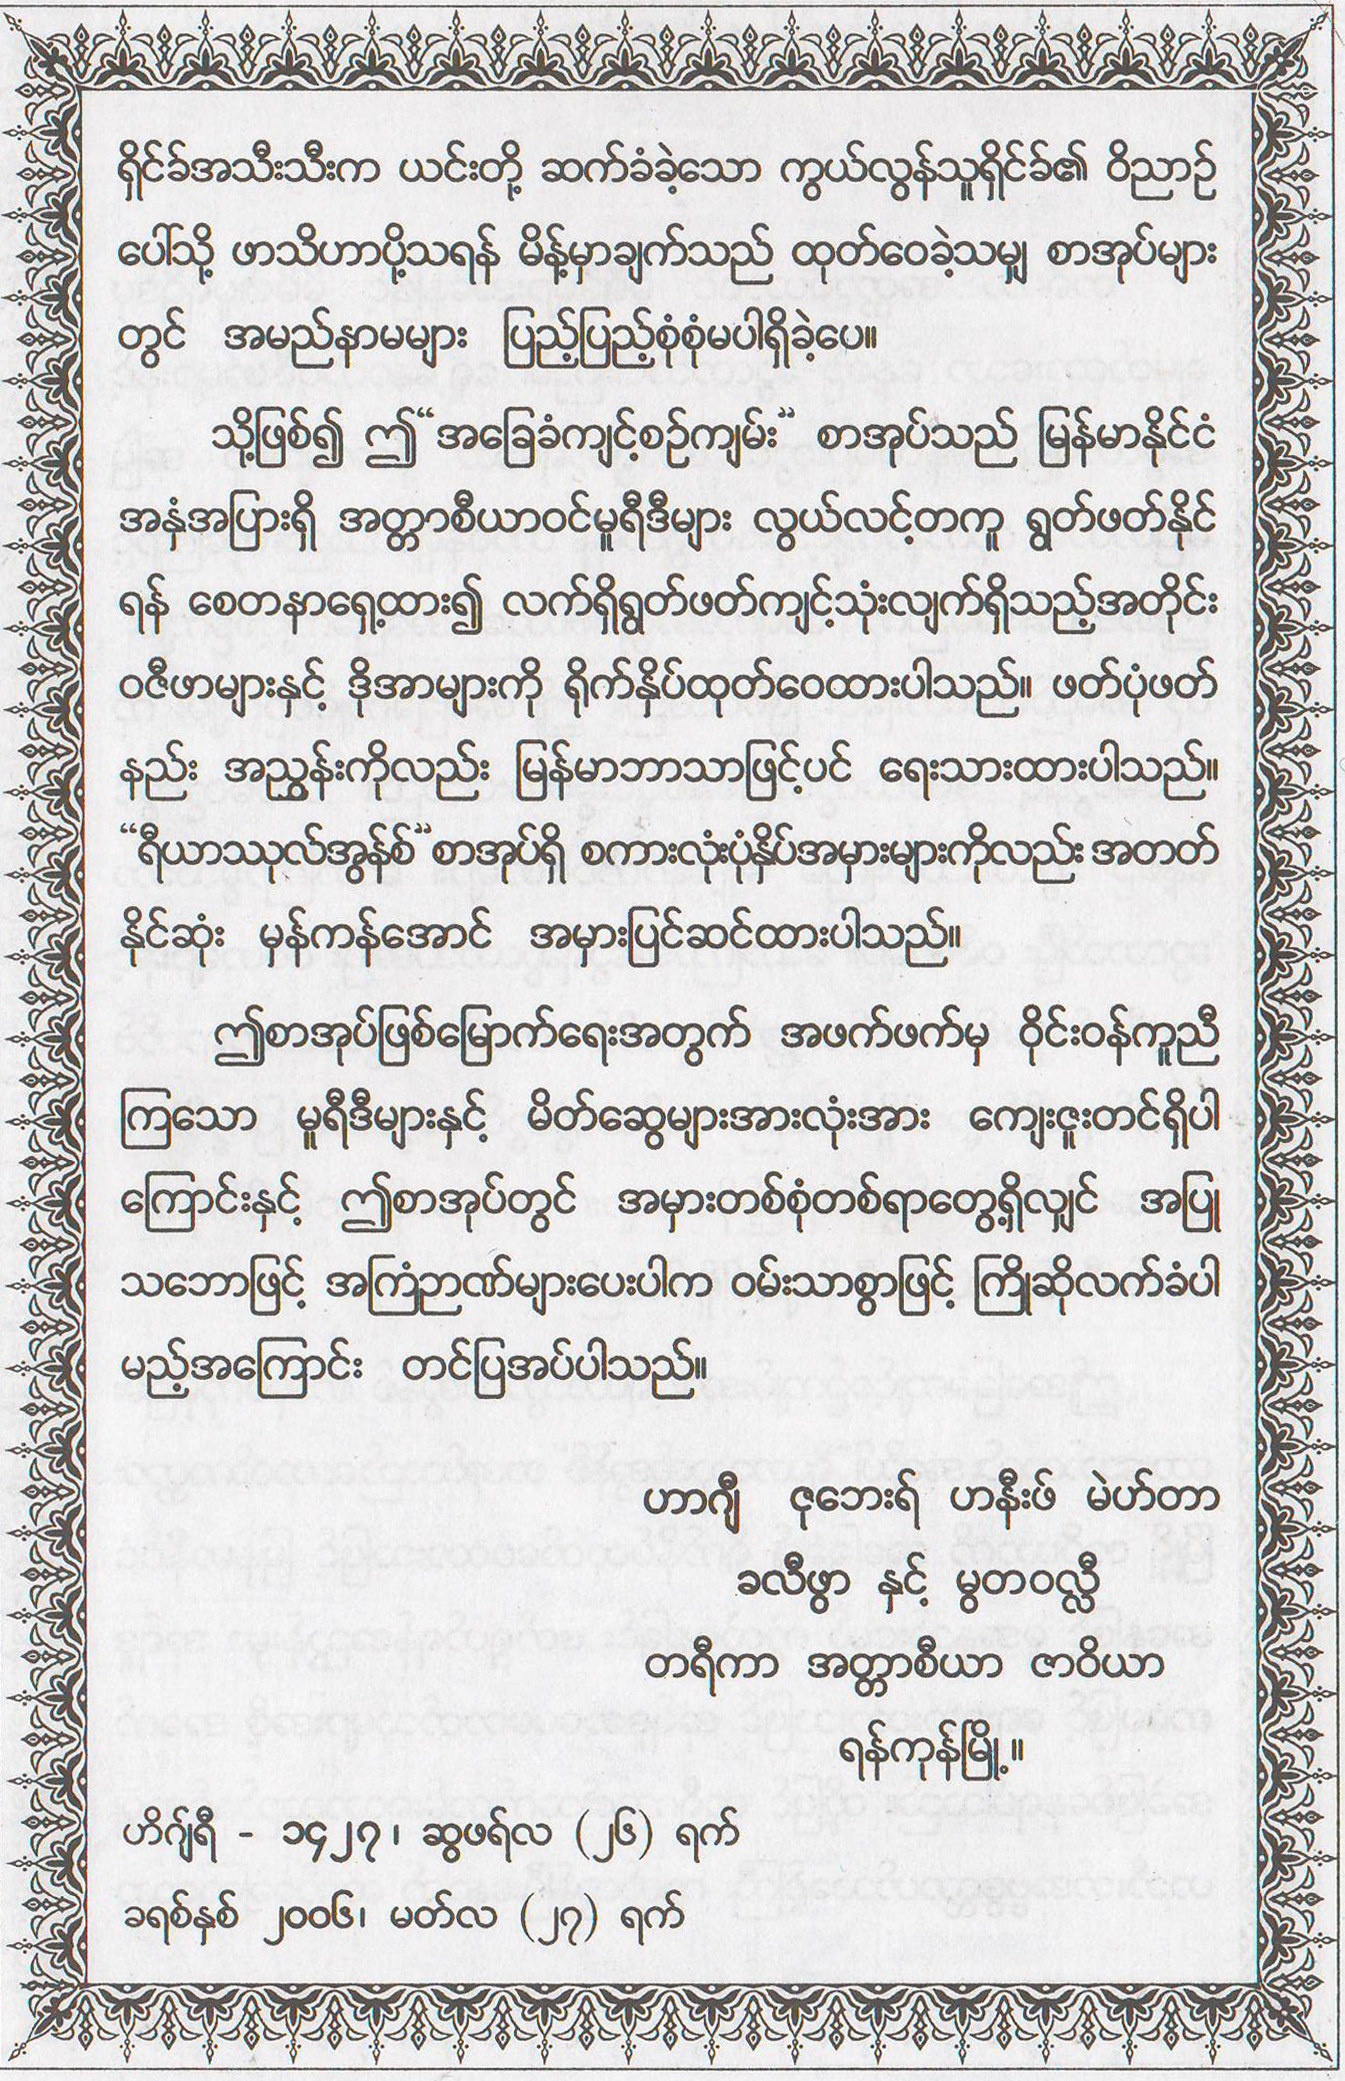 ရှိင်ခ်အသီးသီးက ယင်းတို့ ဆက်ခံခဲ့သော ကွယ်လွန်သူရှိင်ခ်၏ ဝိညာဉ်
ပေါ်သို့ ဖာသိဟာပို့သရန် မိန့်မှာချက်သည် ထုတ်ဝေခဲ့သမျှ စာအုပ်များ
တွင် အမည်နာမများ ပြည့်ပြည့်စုံစုံမပါရှိခဲ့ပေ။
သို့ဖြစ်၍ ဤ“အခြေခံကျင့်စဉ်ကျမ်း” စာအုပ်သည် မြန်မာနိုင်ငံ
အနှံအပြားရှိ အတ္တာစီယာဝင်မူရီဒီများ လွယ်လင့်တကူ ရွတ်ဖတ်နိုင်
ရန် စေတနာရှေ့ထား၍ လက်ရှိရွတ်ဖတ်ကျင့်သုံးလျက်ရှိသည့်အတိုင်း
ဝဇီဖာများနှင့် ဒိုအာများကို ရိုက်နှိပ်ထုတ်ဝေထားပါသည်။ ဖတ်ပုံဖတ်
နည်း အညွှန်းကိုလည်း မြန်မာဘာသာဖြင့်ပင် ရေးသားထားပါသည်။
“ရီယာဿုလ်အွန်စ်”စာအုပ်ရှိ စကားလုံးပုံနှိပ်အမှားများကိုလည်း အတတ်
နိုင်ဆုံး မှန်ကန်အောင် အမှားပြင်ဆင်ထားပါသည်။
ဤစာအုပ်ဖြစ်မြောက်ရေးအတွက် အဖက်ဖက်မှ ဝိုင်းဝန်ကူညီ
ကြသော မူရီဒီများနှင့် မိတ်ဆွေများအားလုံးအား ကျေးဇူးတင်ရှိပါ
ကြောင်းနှင့် ဤစာအုပ်တွင် အမှားတစ်စုံတစ်ရာတွေ့ရှိလျှင် အပြု
သဘောဖြင့် အကြံဉာဏ်များပေးပါက ဝမ်းသာစွာဖြင့် ကြိုဆိုလက်ခံပါ
မည့်အကြောင်း တင်ပြအပ်ပါသည်။
ဟာဂျီ ဇုဘေးရ် ဟနီးဖ် မဲဟ်တာ
ခလီဖွာ နှင့် မွတဝလ္လီ
တရီကာ အတ္တာစီယာ ဇာဝိယာ
ရန်ကုန်မြို့။
ဟိဂျ်ရီ - ၁၄၂၇၊ ဆွဖရ်လ (၂၆) ရက်
ခရစ်နှစ် ၂၀၀၆၊ မတ်လ (၂၇) ရက်